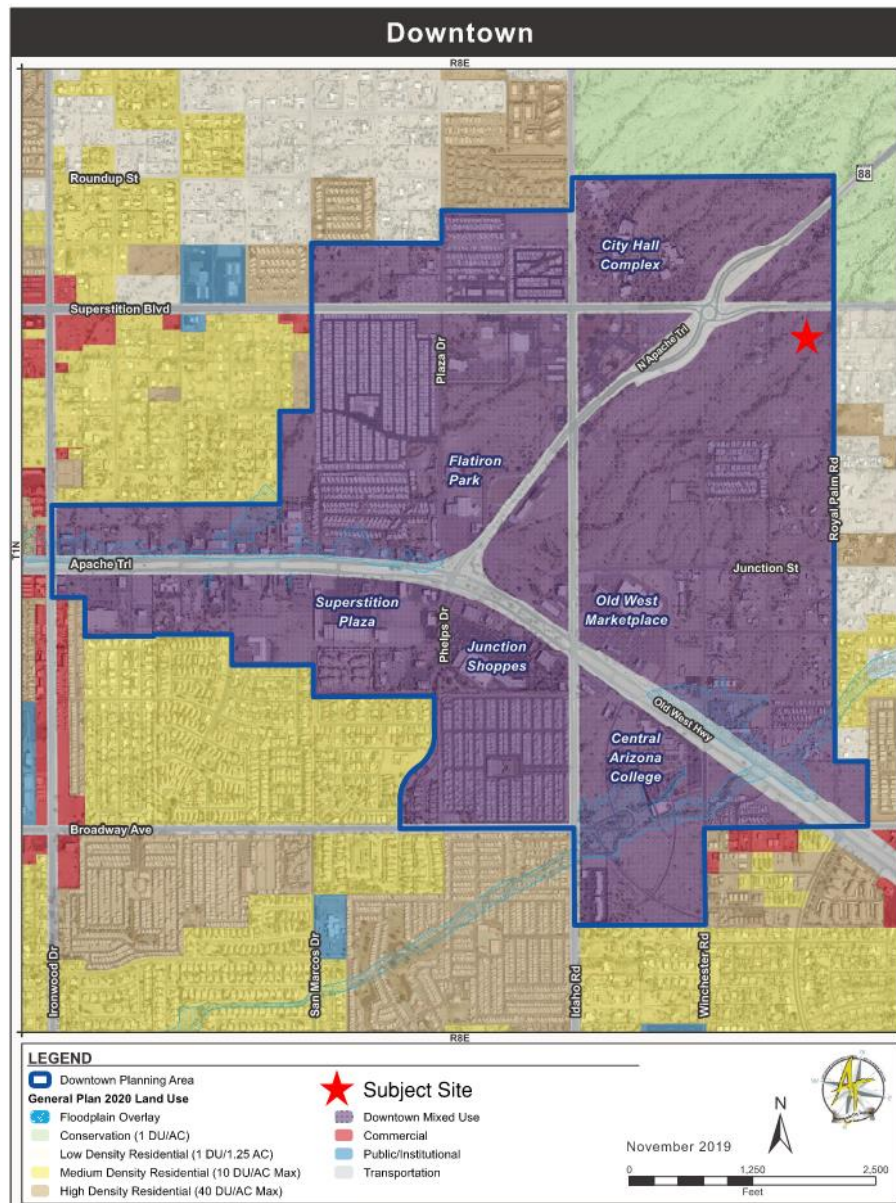 Downtown
R8E
Roundup St
88
City Hall
Complex
Superstition Blvd
Plaza Dr
N Apache Trl
Flatiron
Park
Royal Palm Rd
T1N
Apache Trl
Junction St
Superstition
Plaza
Phelps Dr
Old West
Marketplace
Junction
Shoppes
Old West Hwy
Central
Arizona
College
Broadway Ave
Ironwood Dr
San Marcos Dr
Idaho Rd
Winchester Rd
R8E
LEGEND
Downtown Planning Area
General Plan 2020 Land Use
Floodplain Overlay
Conservation (1 DU/AC)
Low Density Residential (1 DU/1.25 AC)
Medium Density Residential (10 DU/AC Max)
High Density Residential (40 DU/AC Max)
Subject Site
Downtown Mixed Use
Commercial
Public/Institutional
Transportation
November 2019
N
0 1,250 2,500
Feet